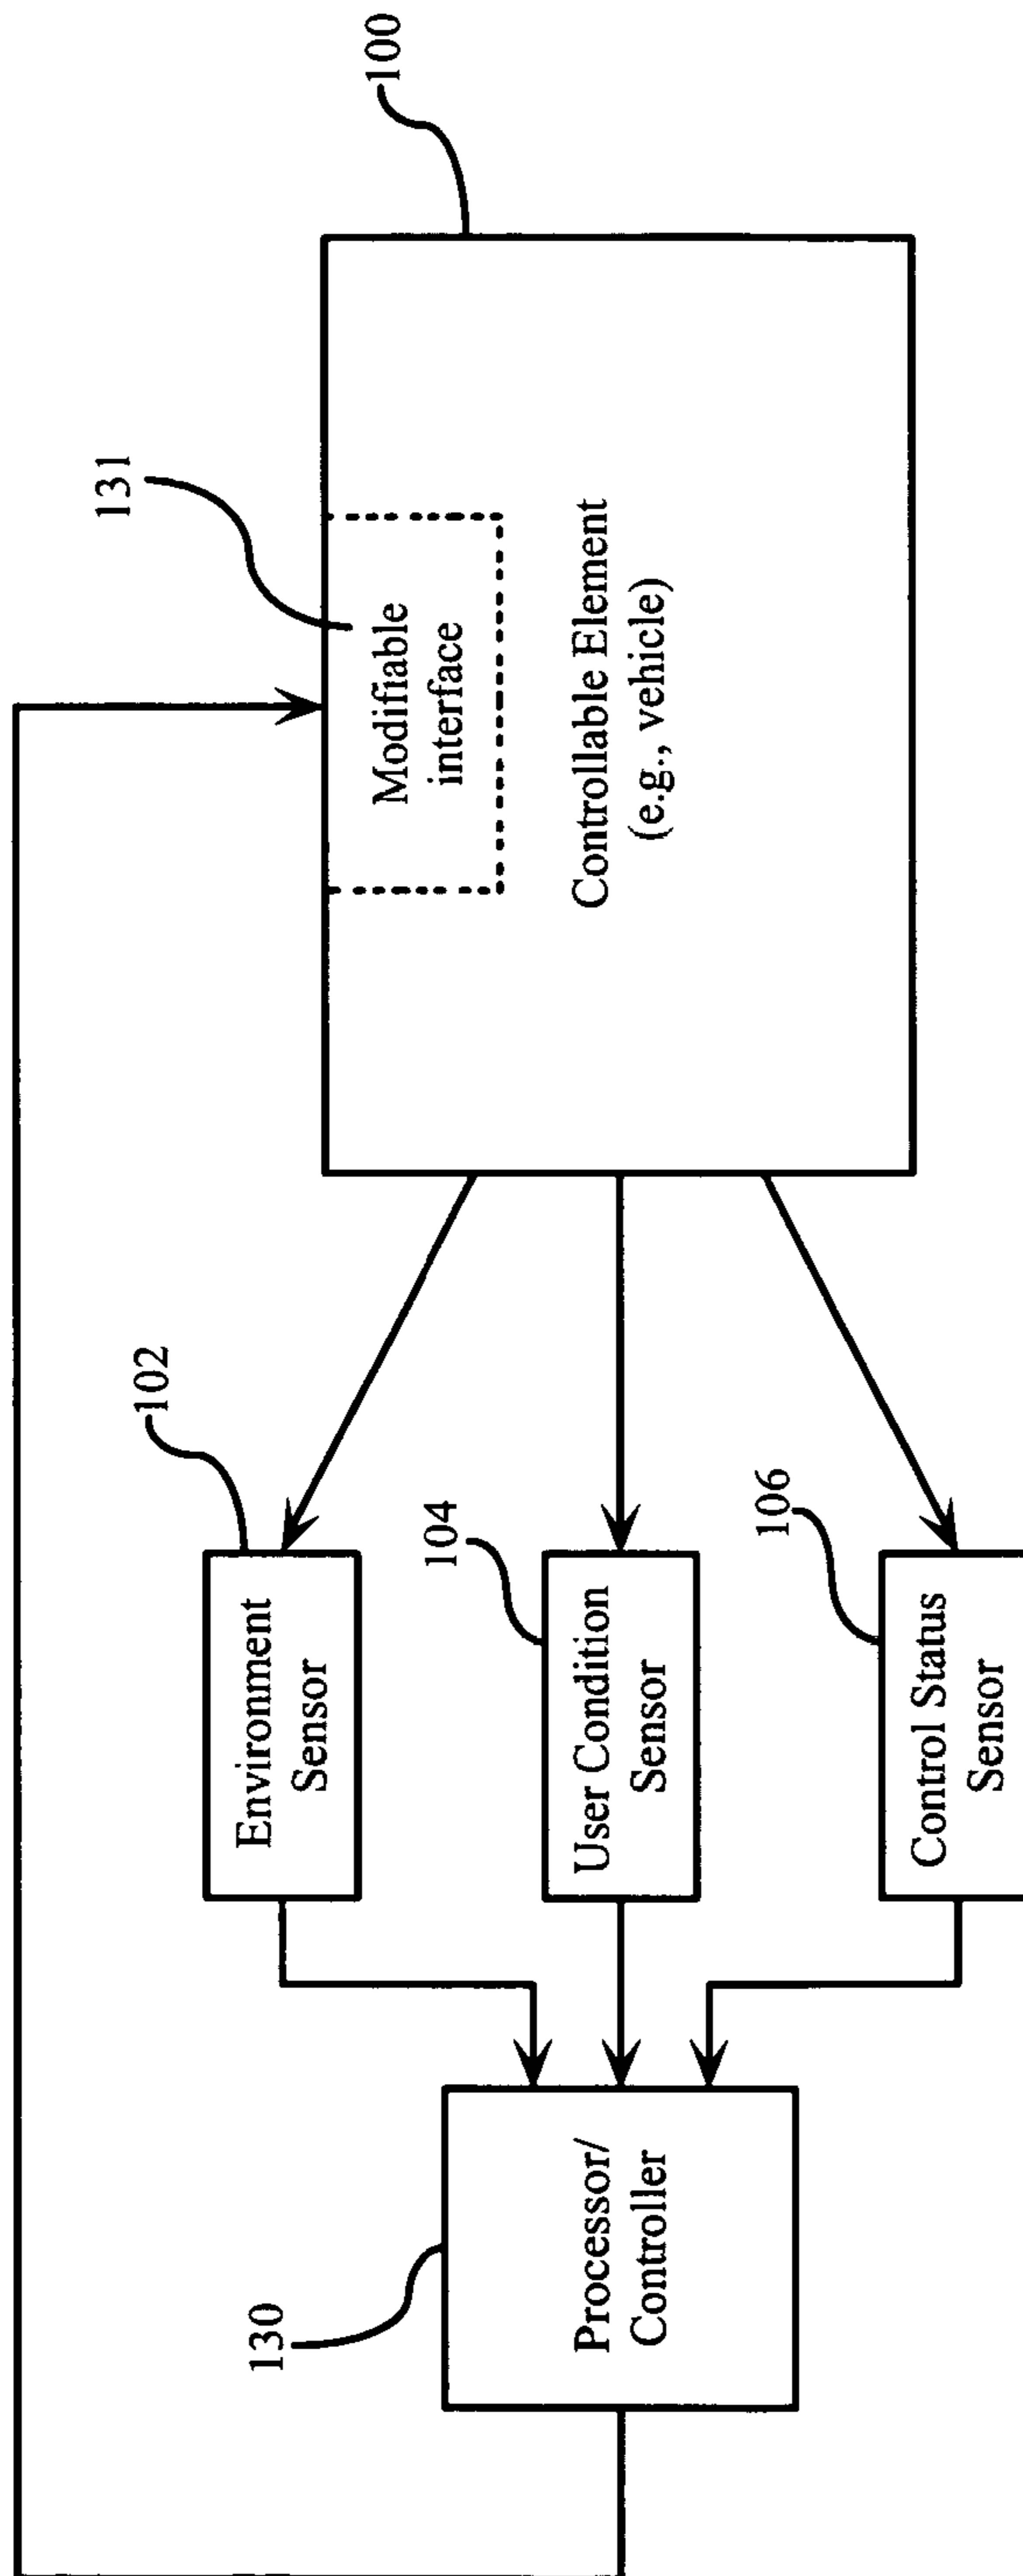 130
Processor/
Controller
102
Environment
Sensor
104
User Condition
Sensor
106
Control Status
Sensor
131
Modifiable
interface
Controllable Element
(e.g., vehicle)
100